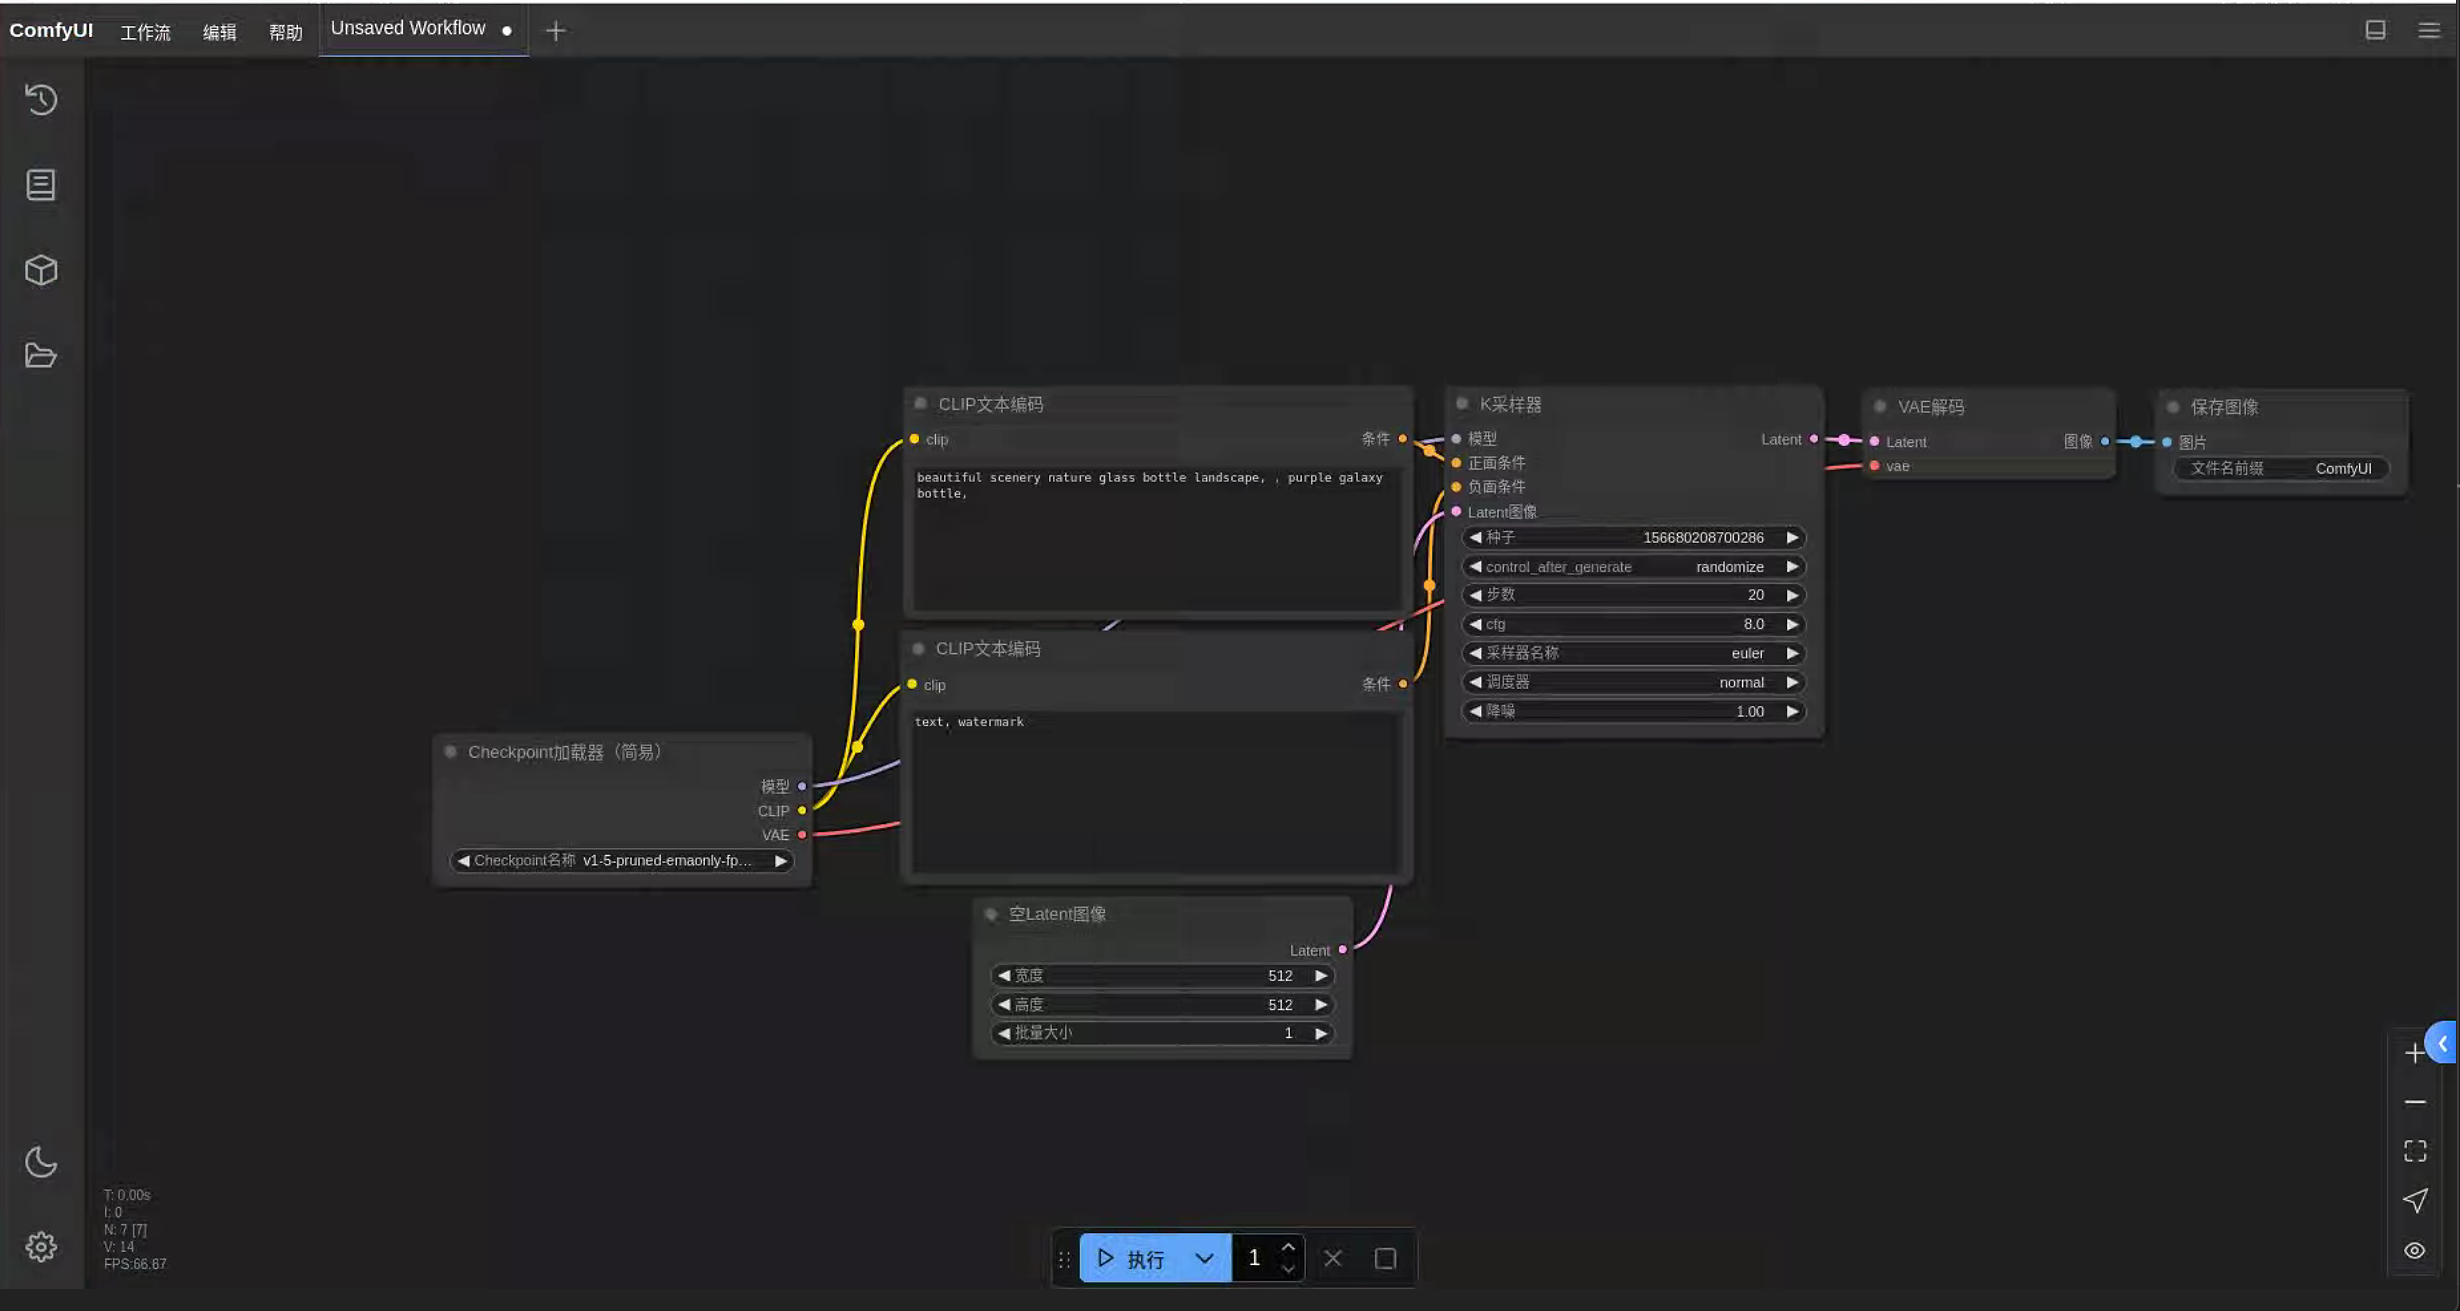 ComfyUI 工作流 编辑 帮助 Unsaved Workflow
CLIP文本编码
clip 条件
beautiful scenery nature glass bottle landscape, , purple galaxy
bottle,
CLIP文本编码
clip 条件
text, watermark
Checkpoint加载器（简易）
模型
CLIP
VAE
Checkpoint名称 v1-5-pruned-emaonly-fp...
空Latent图像
Latent
宽度 512
高度 512
批量大小 1
K采样器
模型 Latent
正面条件
负面条件
Latent图像
种子 156680208700286
control_after_generate randomize
步数 20
cfg 8.0
采样器名称 euler
调度器 normal
降噪 1.00
VAE解码
Latent 图像
vae
保存图像
图片
文件名前缀 ComfyUI
T: 0.00s
I: 0
N: 7 [7]
V: 14
FPS:66.67
执行 1